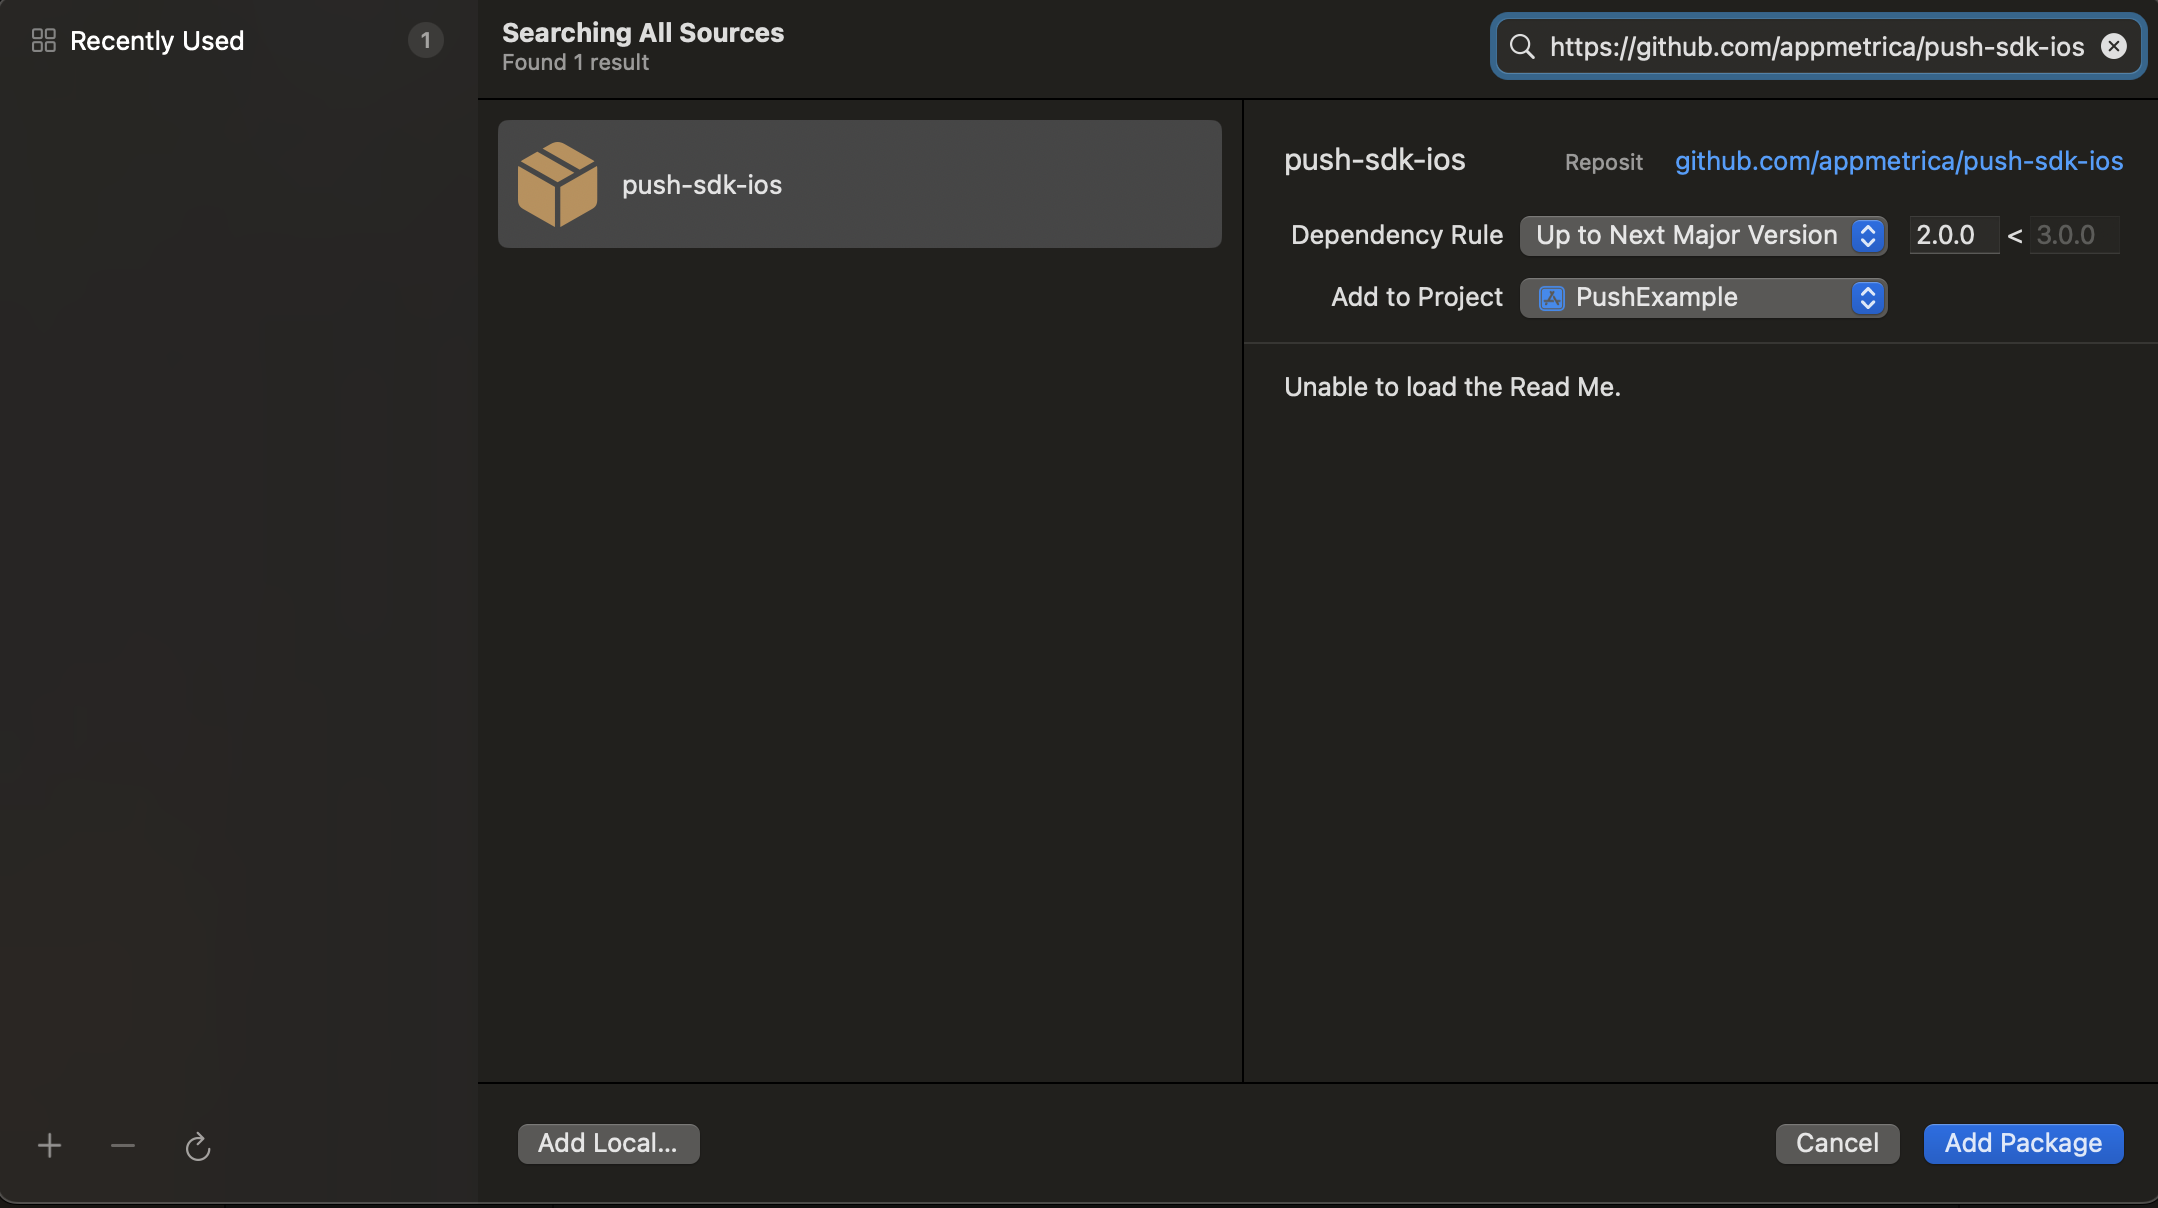 Recently Used
1
Searching All Sources
Found 1 result
https://github.com/appmetrica/push-sdk-ios
push-sdk-ios
push-sdk-ios
Reposit
github.com/appmetrica/push-sdk-ios
Dependency Rule
Up to Next Major Version
2.0.0 < 3.0.0
Add to Project
PushExample
Unable to load the Read Me.
Add Local...
Cancel
Add Package